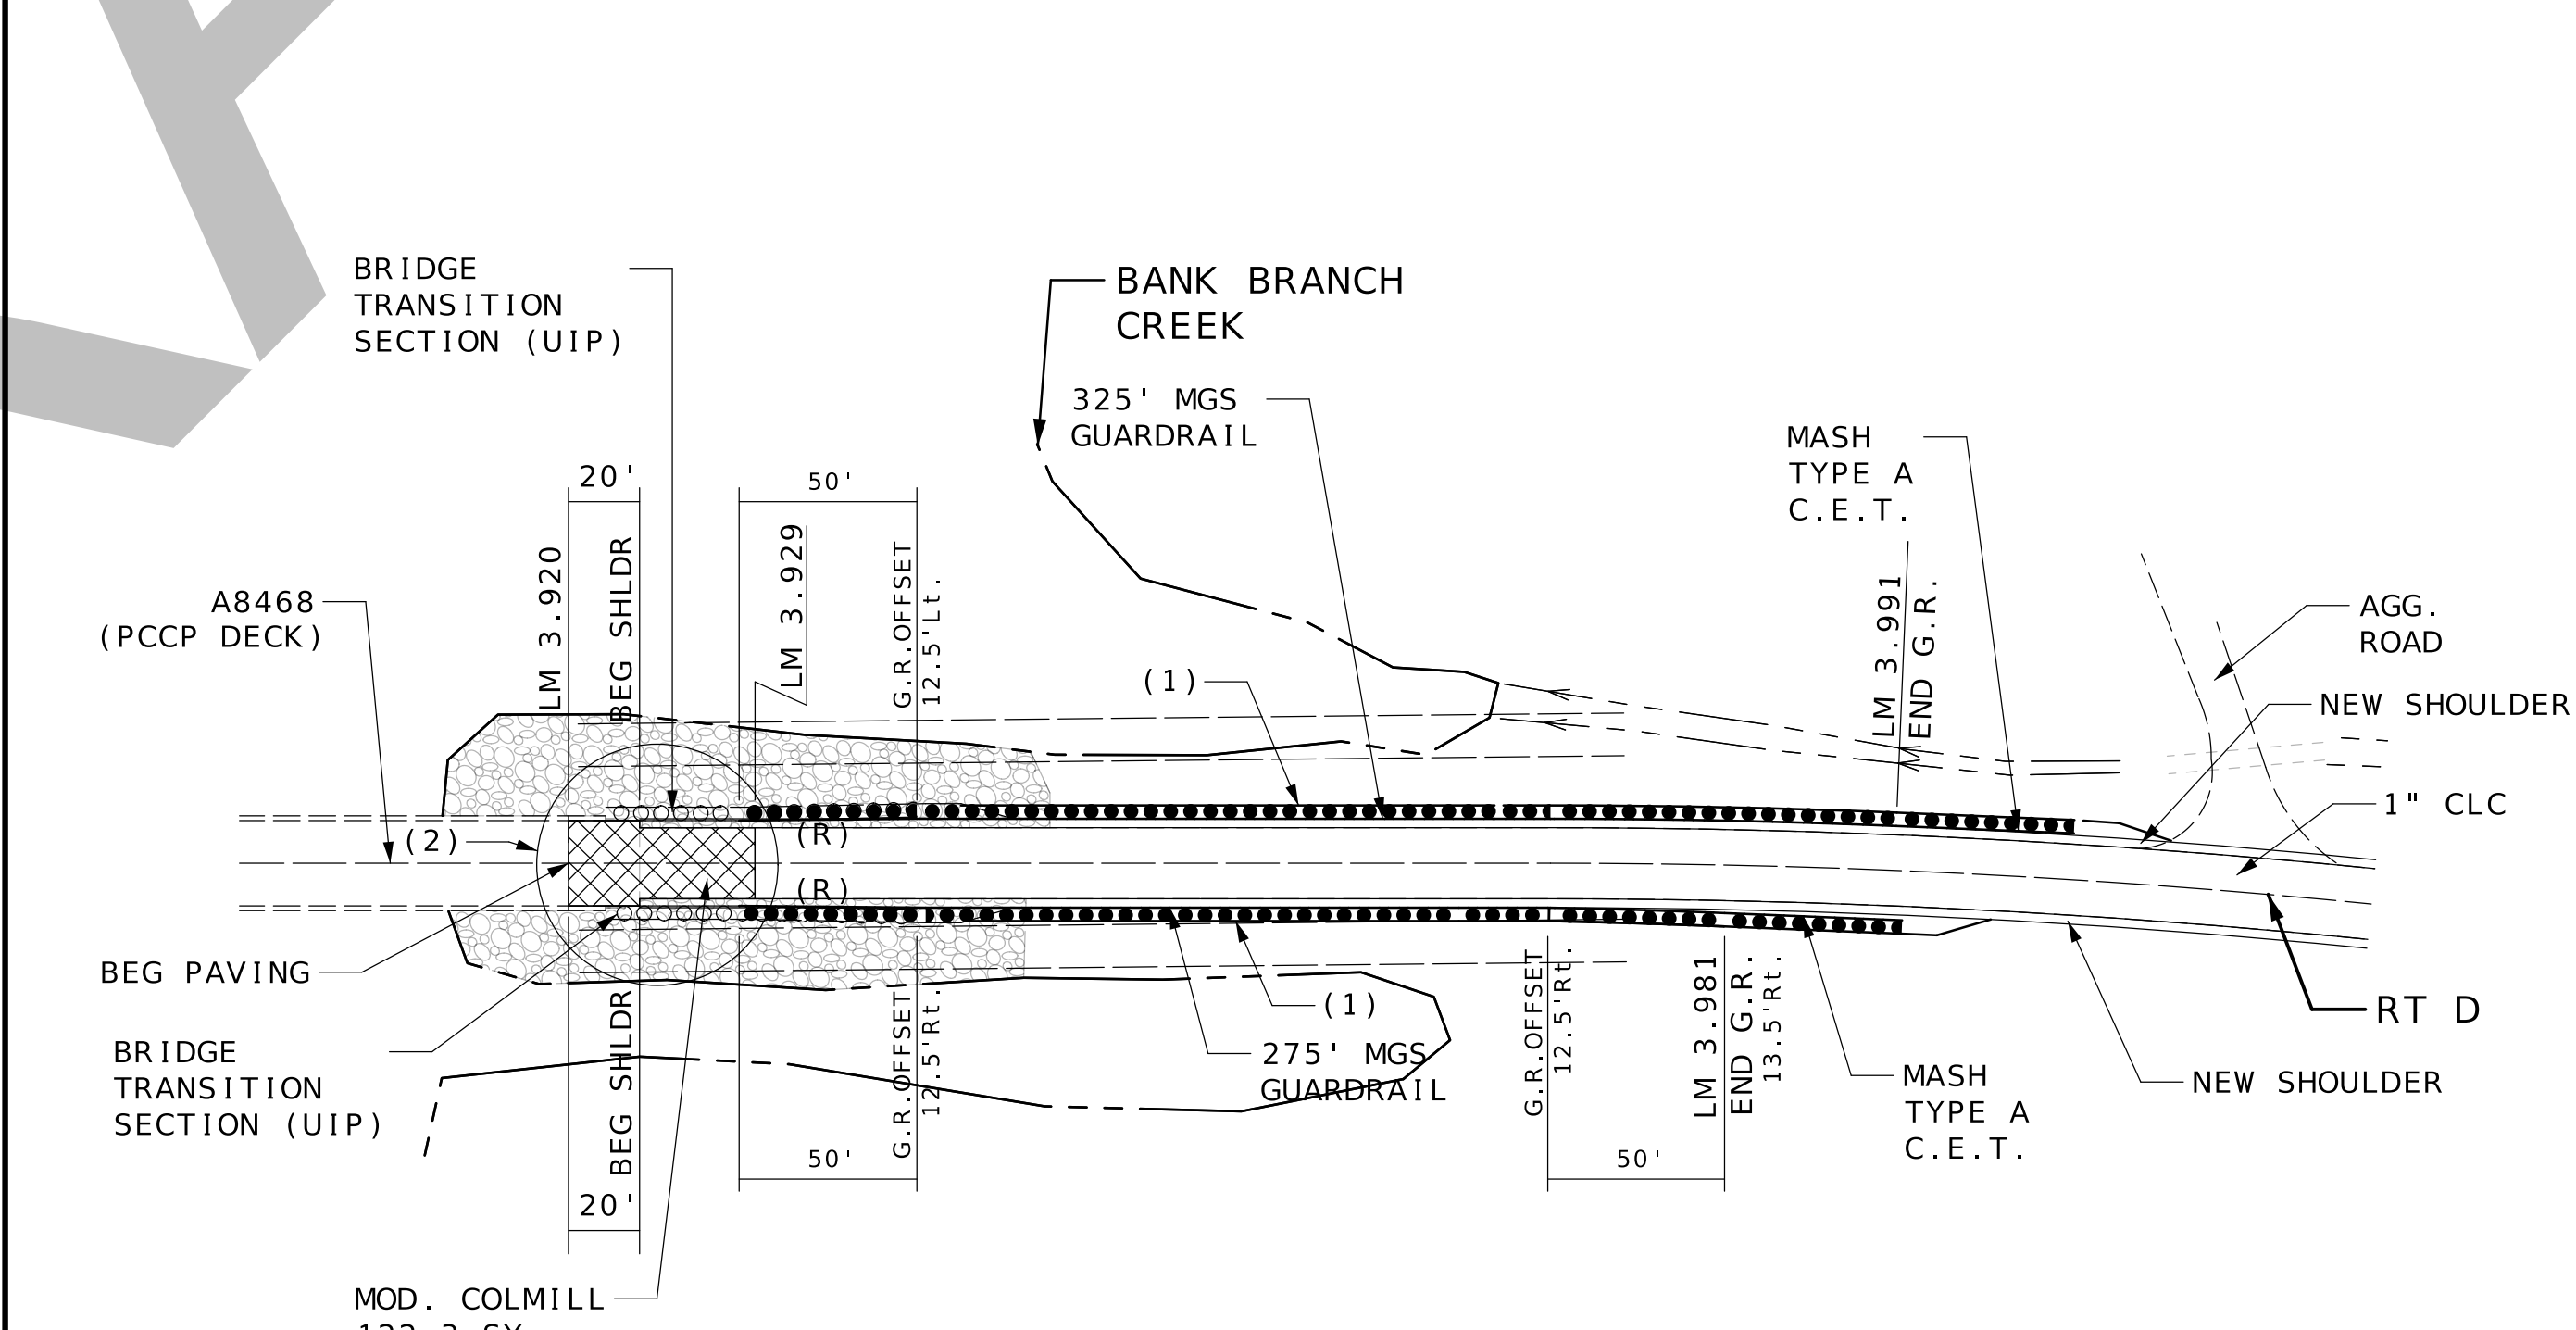 BRIDGE
TRANSITION
SECTION (UIP)
BANK BRANCH
CREEK
325' MGS
GUARDRAIL
MASH
TYPE A
C.E.T.
20'
50'
LM 3.920
BEG SHLDR
LM 3.929
G.R.OFFSET
12.5'Lt.
LM 3.991
END G.R.
A8468
(PCCP DECK)
AGG.
ROAD
(1)
NEW SHOULDER
1" CLC
(2)
(R)
(R)
BEG PAVING
RT D
BRIDGE
TRANSITION
SECTION (UIP)
BEG SHLDR
G.R.OFFSET
12.5'Rt.
(1)
275' MGS
GUARDRAIL
G.R.OFFSET
12.5'Rt.
LM 3.981
END G.R.
13.5'Rt.
MASH
TYPE A
C.E.T.
NEW SHOULDER
20'
50'
50'
MOD. COLMILL